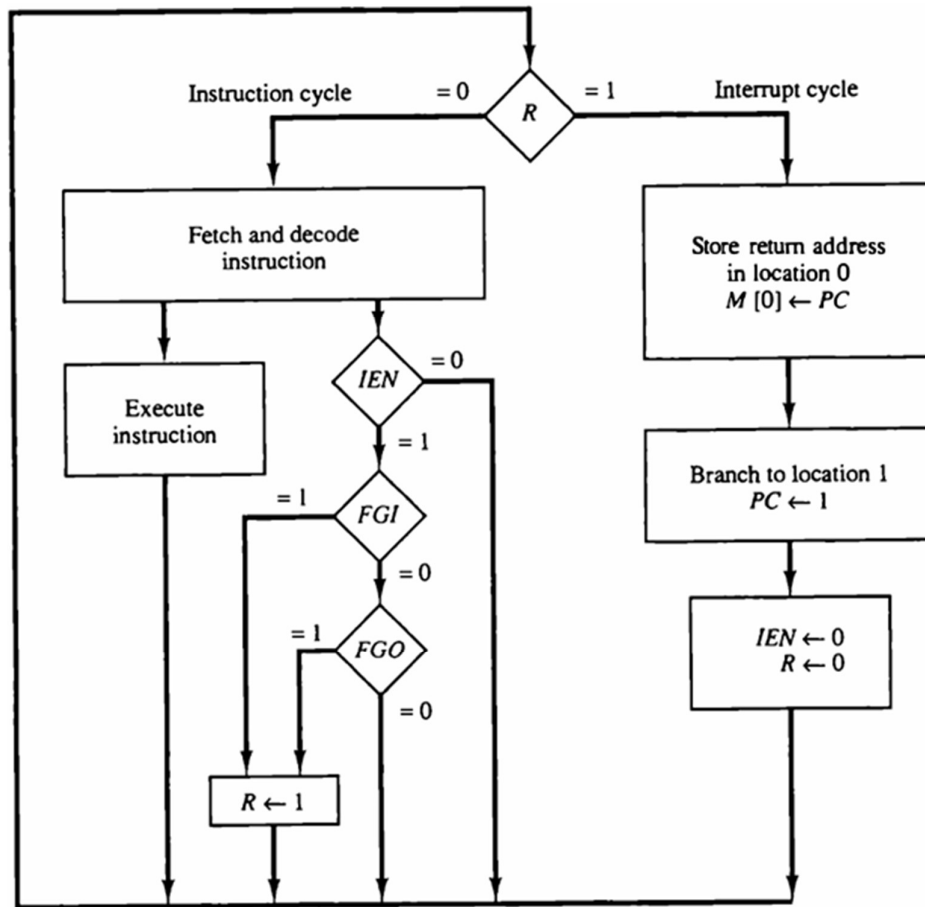 Instruction cycle
= 0
R
= 1
Interrupt cycle
Fetch and decode
instruction
Store return address
in location 0
M [0] ← PC
IEN
= 0
Execute
instruction
= 1
Branch to location 1
PC ← 1
= 1
FGI
= 0
IEN ← 0
R ← 0
= 1
FGO
= 0
R ← 1